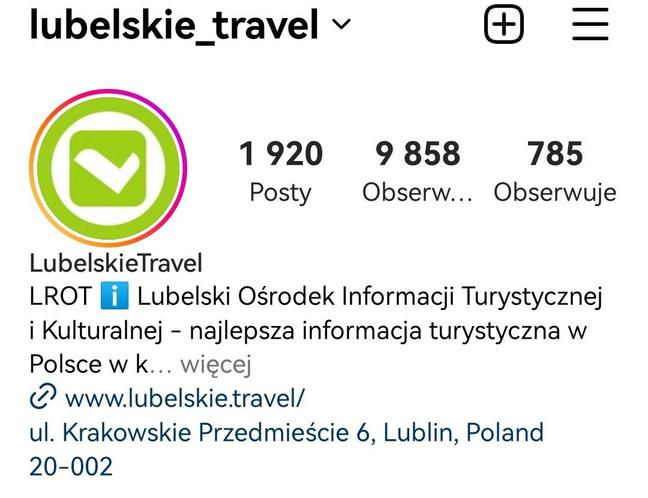 lubelskie_travel
1 920 9 858 785
Posty Obserw... Obserwuje
LubelskieTravel
LROT ℹ️ Lubelski Ośrodek Informacji Turystycznej
i Kulturalnej - najlepsza informacja turystyczna w
Polsce w k... więcej
www.lubelskie.travel/
ul. Krakowskie Przedmieście 6, Lublin, Poland
20-002